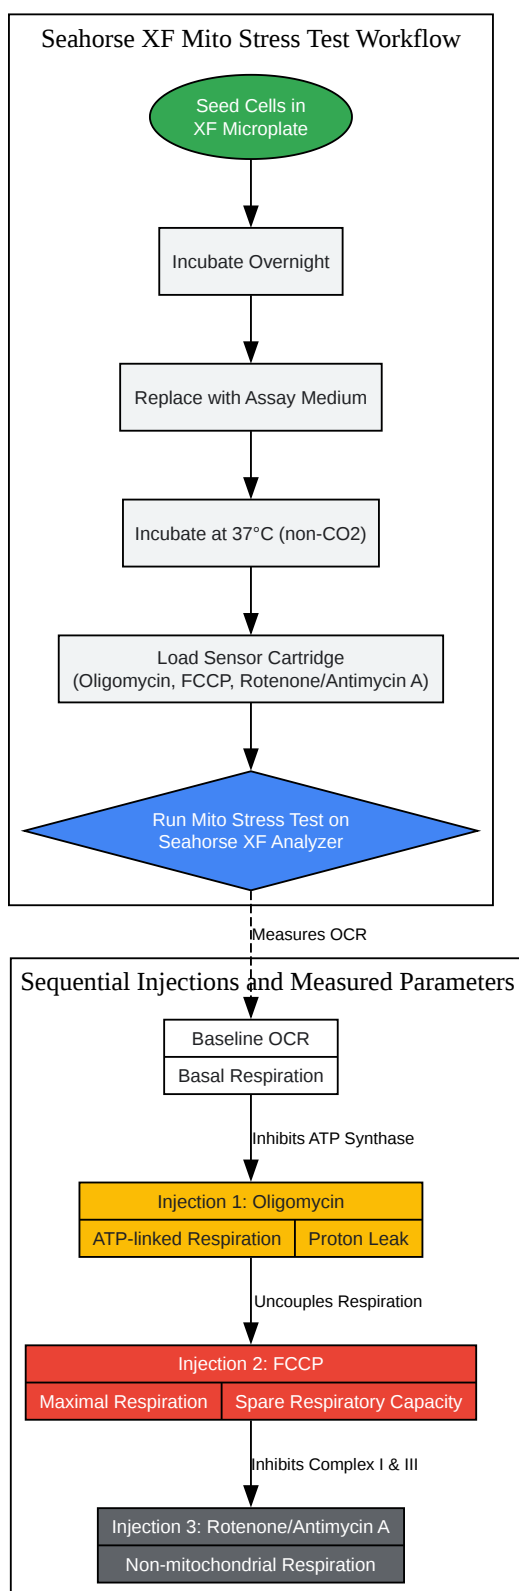 Seahorse XF Mito Stress Test Workflow
Seed Cells in
XF Microplate
Incubate Overnight
Replace with Assay Medium
Incubate at 37°C (non-CO2)
Load Sensor Cartridge
(Oligomycin, FCCP, Rotenone/Antimycin A)
Run Mito Stress Test on
Seahorse XF Analyzer
Measures OCR
Sequential Injections and Measured Parameters
Baseline OCR
Basal Respiration
Inhibits ATP Synthase
Injection 1: Oligomycin
ATP-linked Respiration
Proton Leak
Uncouples Respiration
Injection 2: FCCP
Maximal Respiration
Spare Respiratory Capacity
Inhibits Complex I & III
Injection 3: Rotenone/Antimycin A
Non-mitochondrial Respiration